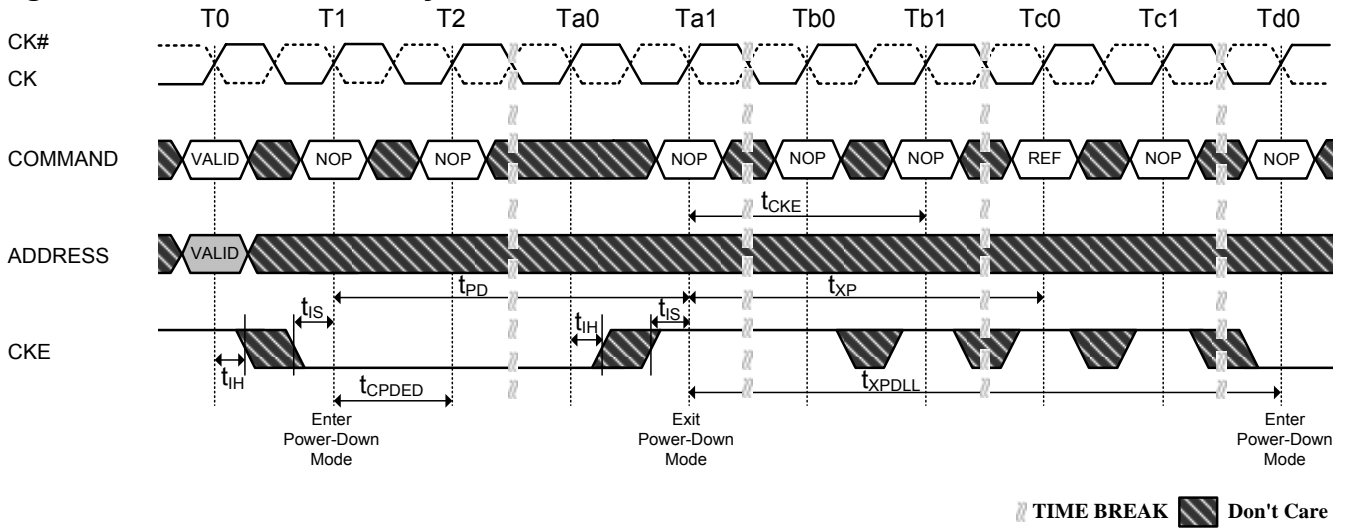 T0 T1 T2 Ta0 Ta1 Tb0 Tb1 Tc0 Tc1 Td0
CK#
CK
COMMAND VALID NOP NOP NOP NOP NOP REF NOP NOP
tCKE
ADDRESS VALID
tPD tXP
tIS tIH tIS
CKE
tIH tCPDED tXPDLL
Enter Power-Down Mode
Exit Power-Down Mode
Enter Power-Down Mode
TIME BREAK Don't Care